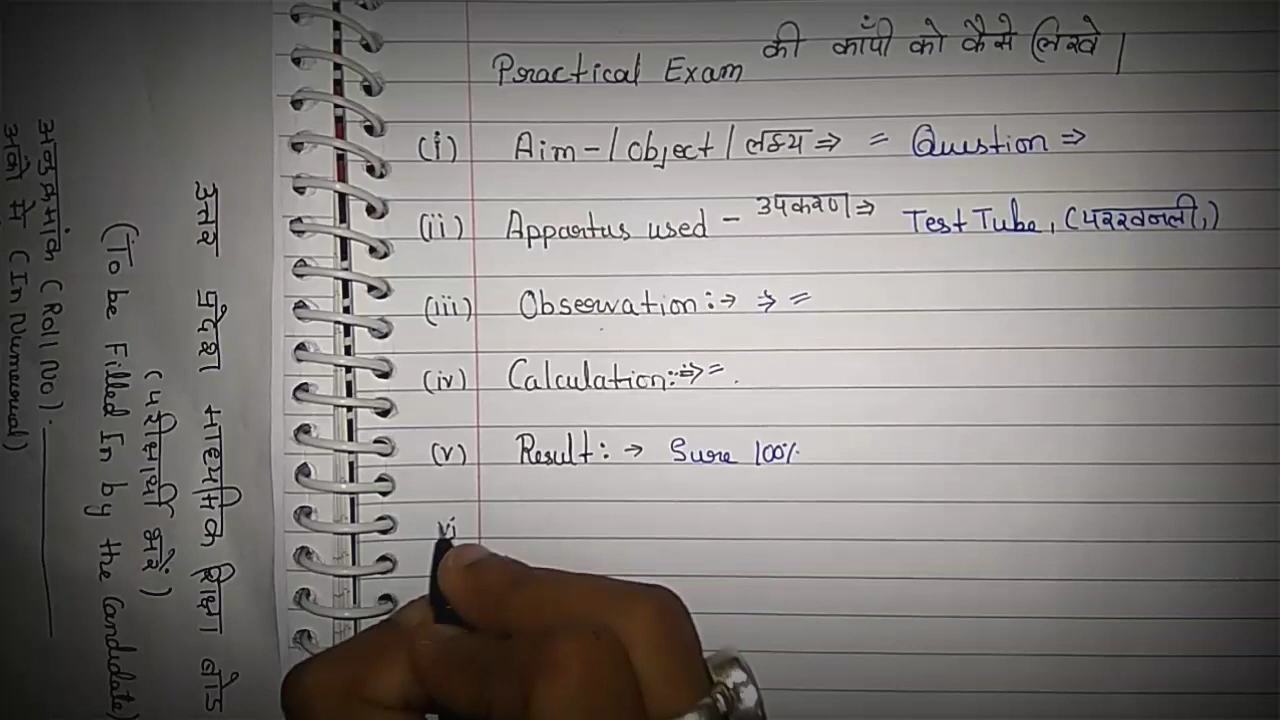 Practical Exam की कॉपी को कैसे लिखे।
(i) Aim-/object/लक्ष्य⇒ = Question ⇒
(ii) Appartus used - उपकरण⇒ Test Tube, (परखनली,)
(iii) Observation:→ ⇒ =
(iv) Calculation:⇒ = .
(v) Result:→ Sure 100%
vi
उत्तर प्रदेश माध्यमिक शिक्षा बोर्ड
(परीक्षार्थी भरें)
(To be Filled In by the Candidate)
अनुक्रमांक (Roll No).
अंको में (In Numeral)